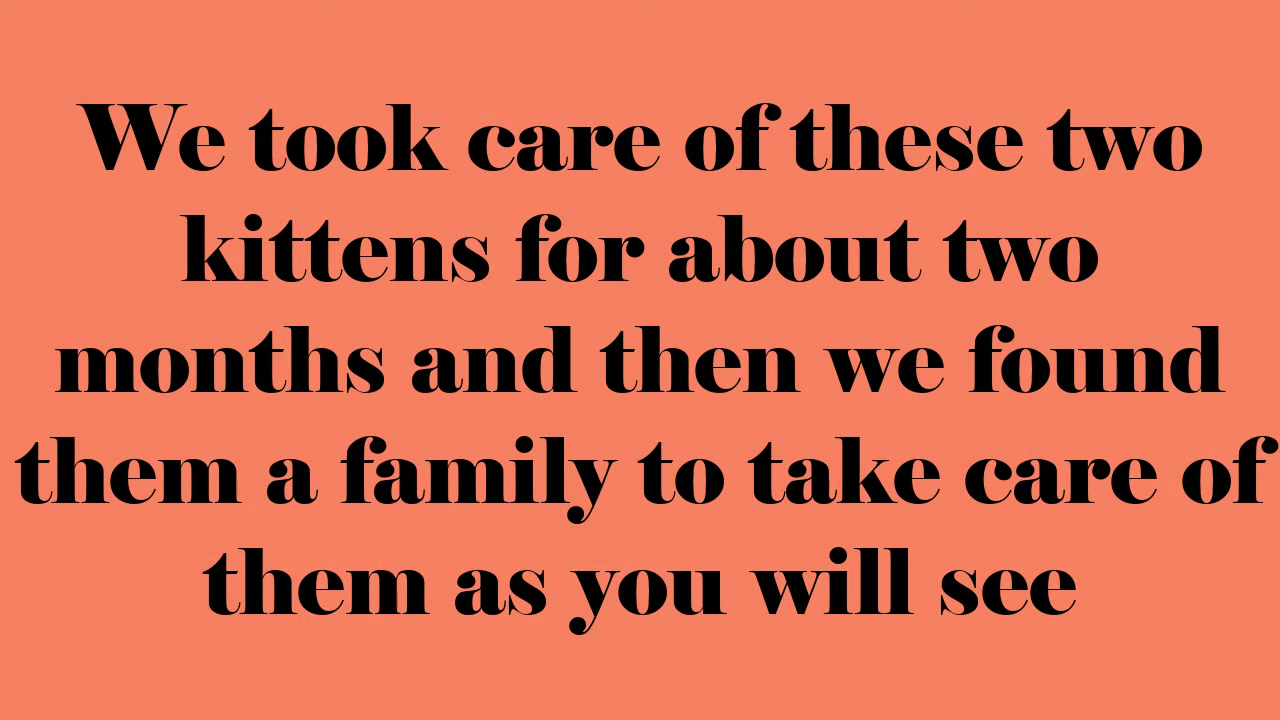 We took care of these two
kittens for about two
months and then we found
them a family to take care of
them as you will see